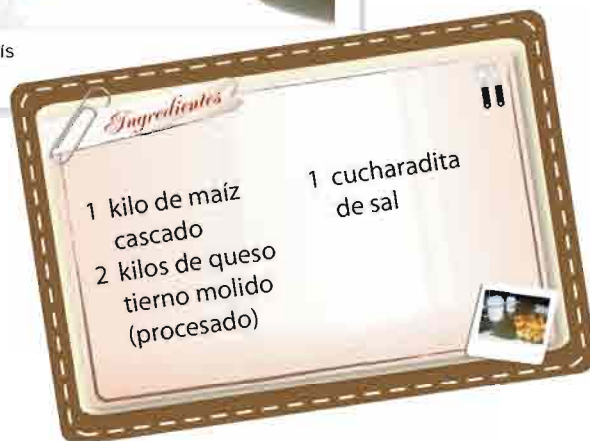 ís
Ingredientes
1 kilo de maíz
cascado
2 kilos de queso
tierno molido
(procesado)
1 cucharadita
de sal